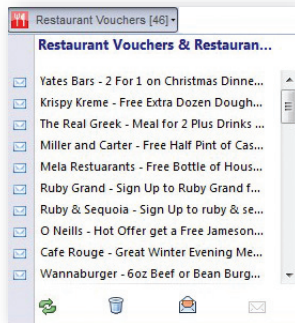 Restaurant Vouchers [46]
Restaurant Vouchers & Restauran...
Yates Bars - 2 For 1 on Christmas Dinne...
Krispy Kreme - Free Extra Dozen Dough...
The Real Greek - Meal for 2 Plus Drinks ...
Miller and Carter - Free Half Pint of Cas...
Mela Restuarants - Free Bottle of Hous...
Ruby Grand - Sign Up to Ruby Grand f...
Ruby & Sequoia - Sign Up to ruby & se...
O Neills - Hot Offer get a Free Jameson...
Cafe Rouge - Great Winter Evening Me...
Wannaburger - 6oz Beef or Bean Burg...